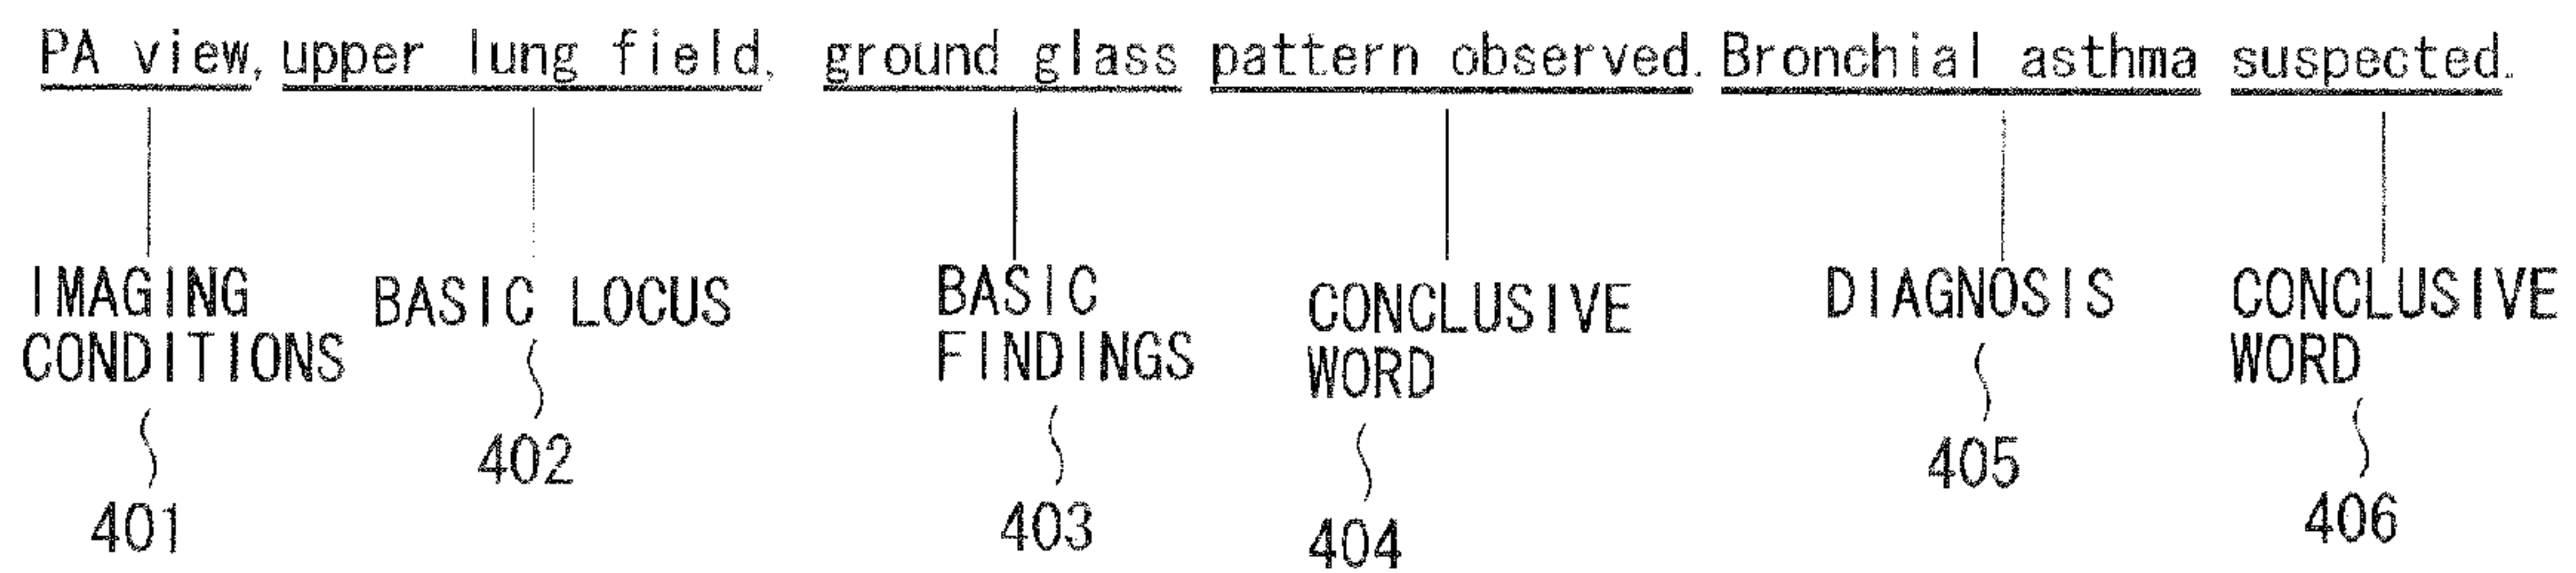 PA view, upper lung field, ground glass pattern observed. Bronchial asthma suspected.
IMAGING
CONDITIONS
401
BASIC LOCUS
402
BASIC
FINDINGS
403
CONCLUSIVE
WORD
404
DIAGNOSIS
405
CONCLUSIVE
WORD
406